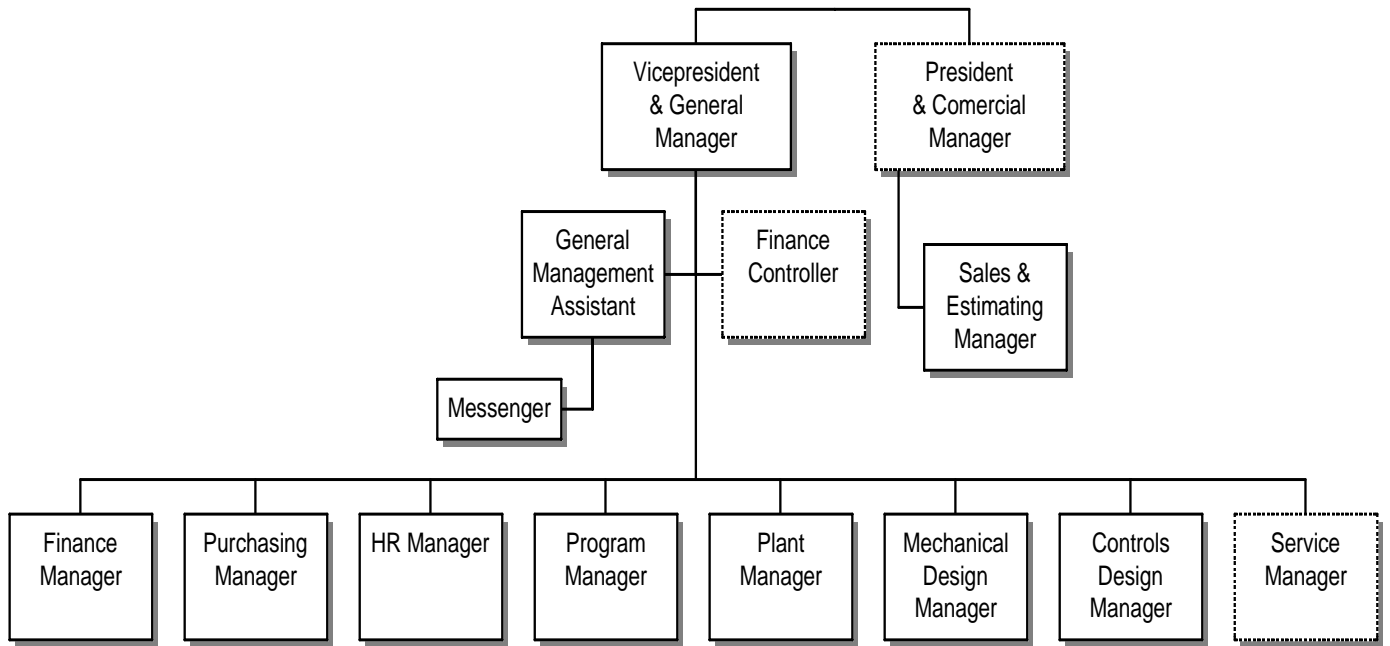 Vicepresident
& General
Manager
President
& Comercial
Manager
General
Management
Assistant
Finance
Controller
Sales &
Estimating
Manager
Messenger
Finance
Manager
Purchasing
Manager
HR Manager
Program
Manager
Plant
Manager
Mechanical
Design
Manager
Controls
Design
Manager
Service
Manager